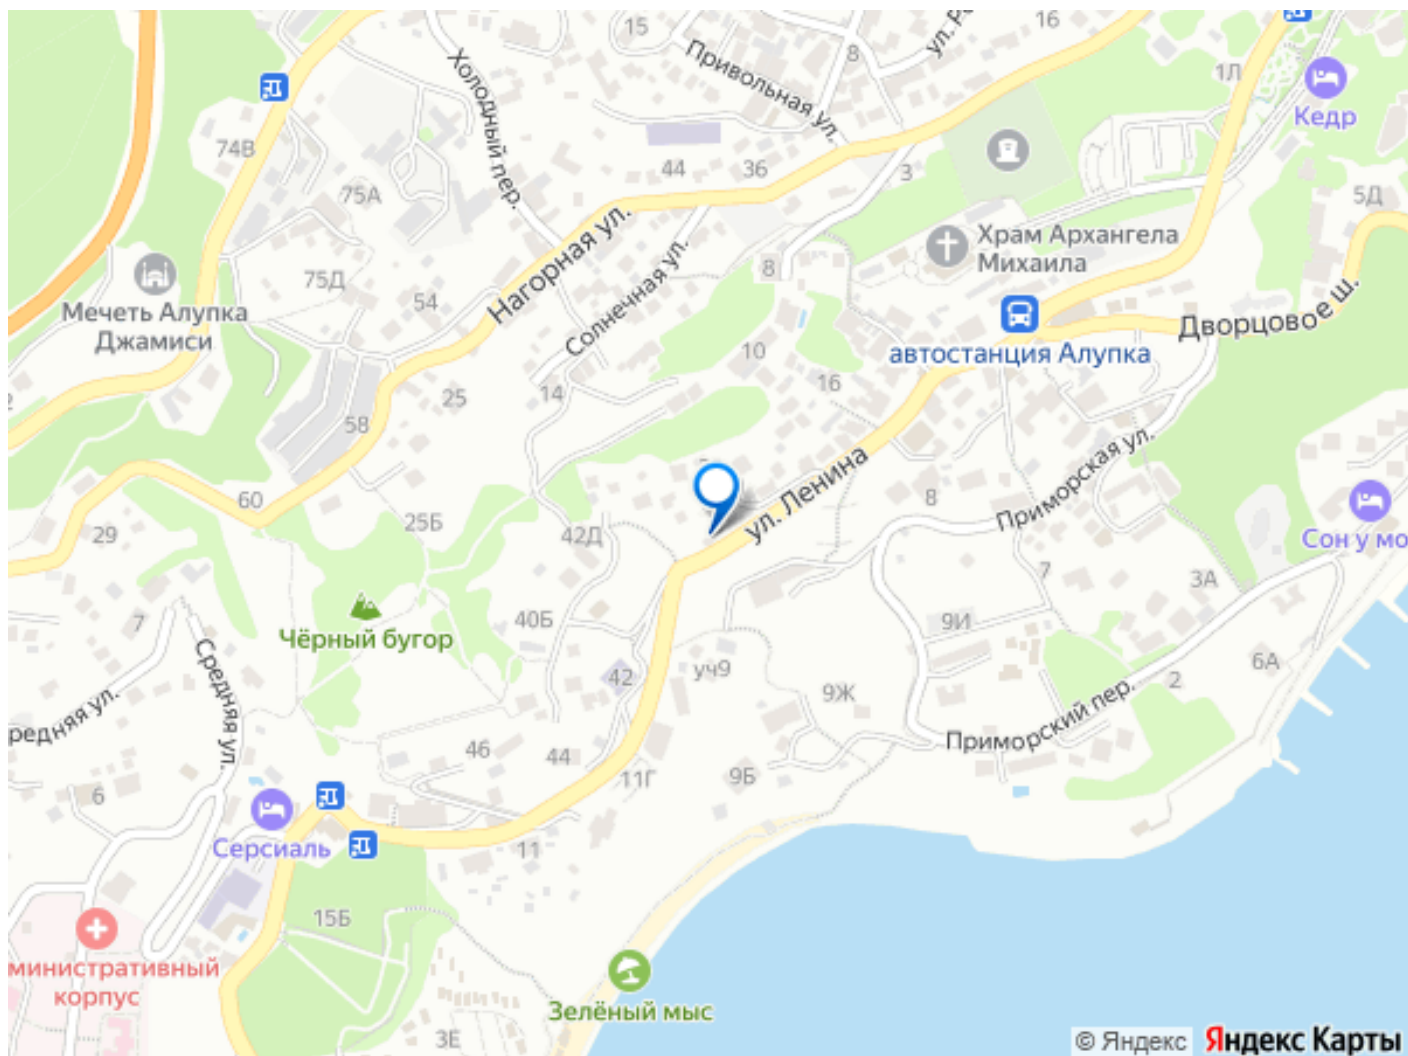 15
16
8
Холодный пер.
Привольная ул.
1Л
Кедр
74В
44
36
3
75А
5Д
Нагорная ул.
Храм Архангела
Михаила
8
75Д
54
Мечеть Алупка
Джамиси
Солнечная ул.
Дворцовое ш.
автостанция Алупка
10
16
14
25
58
ул. Ленина
Приморская ул.
60
8
25Б
29
42Д
Сон у мо
7
3А
40Б
9И
Чёрный бугор
7
Средняя ул.
42
уч9
6А
2
9Ж
редняя ул.
Приморский пер.
46
44
11Г
9Б
6
Серсиаль
11
15Б
министративный
корпус
Зелёный мыс
3Е
© Яндекс Яндекс Карты